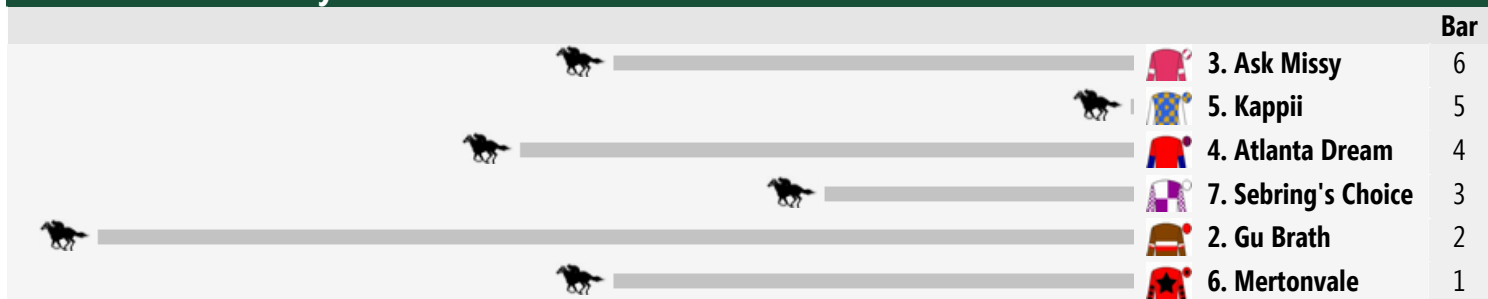 Bar
3. Ask Missy 6
5. Kappii 5
4. Atlanta Dream 4
7. Sebring's Choice 3
2. Gu Brath 2
6. Mertonvale 1